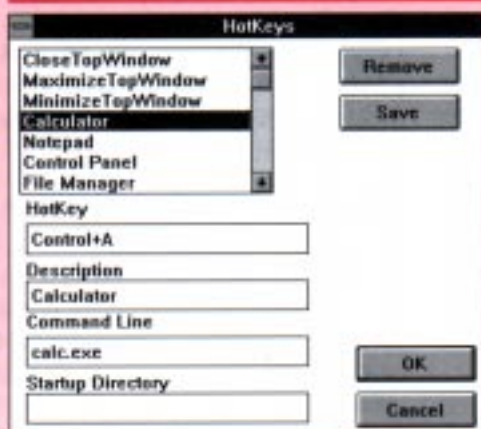 HotKeys
CloseTopWindow
MaximizeTopWindow
MinimizeTopWindow
Calculator
Notepad
Control Panel
File Manager
Remove
Save
HotKey
Control+A
Description
Calculator
Command Line
calc.exe
Startup Directory
OK
Cancel